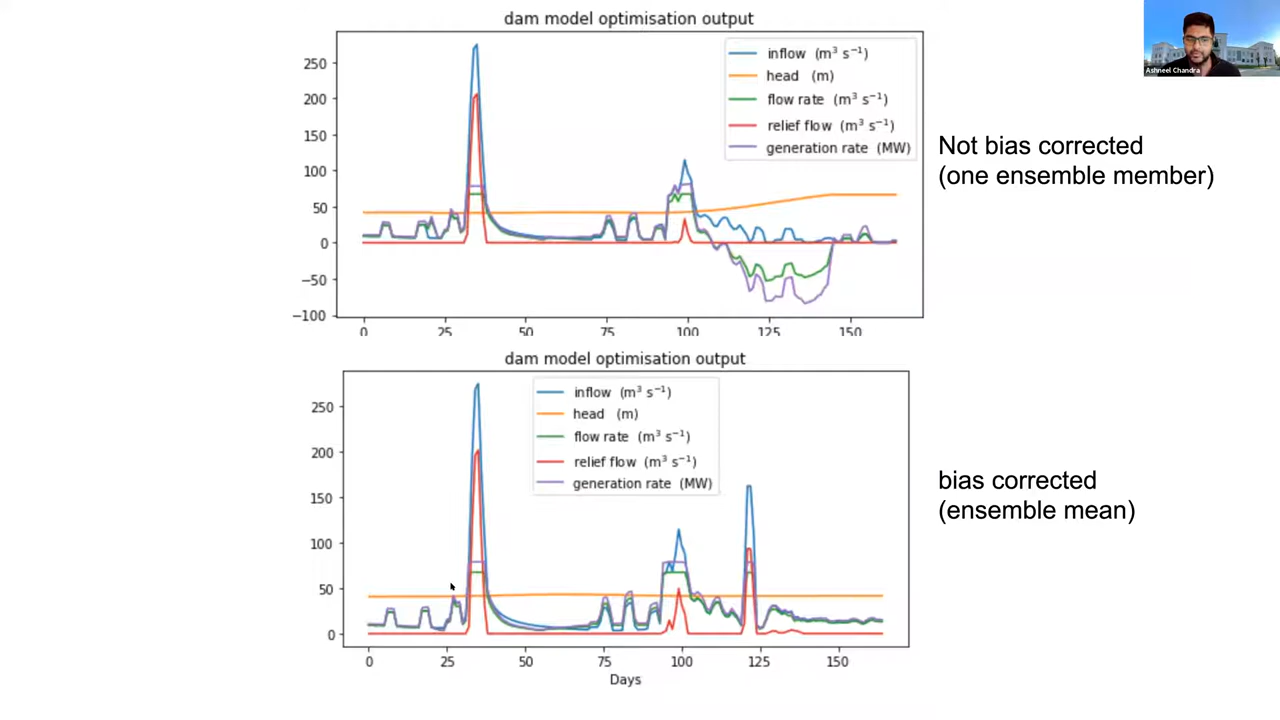 dam model optimisation output
Ashneel Chandra
250
200
150
100
50
0
−50
−100
inflow (m³ s⁻¹)
head (m)
flow rate (m³ s⁻¹)
relief flow (m³ s⁻¹)
generation rate (MW)
Not bias corrected
(one ensemble member)
0 25 50 75 100 125 150
dam model optimisation output
250
200
150
100
50
0
inflow (m³ s⁻¹)
head (m)
flow rate (m³ s⁻¹)
relief flow (m³ s⁻¹)
generation rate (MW)
bias corrected
(ensemble mean)
0 25 50 75 100 125 150
Days